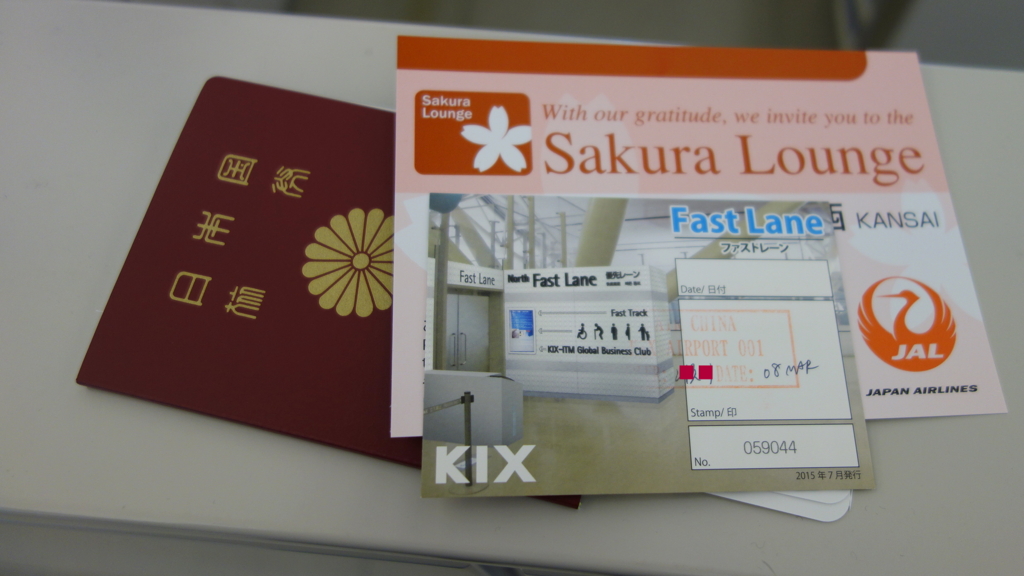 日本国
旅券
Sakura
Lounge
With our gratitude, we invite you to the
Sakura Lounge
KANSAI
JAL
JAPAN AIRLINES
Fast Lane
ファストレーン
Fast Lane
North Fast Lane 優先レーン
Fast Track
KIX-ITM Global Business Club
Date/ 日付
CHINA
AIRPORT 001
DATE: 08 MAR
Stamp/ 印
No. 059044
KIX
2015年7月発行